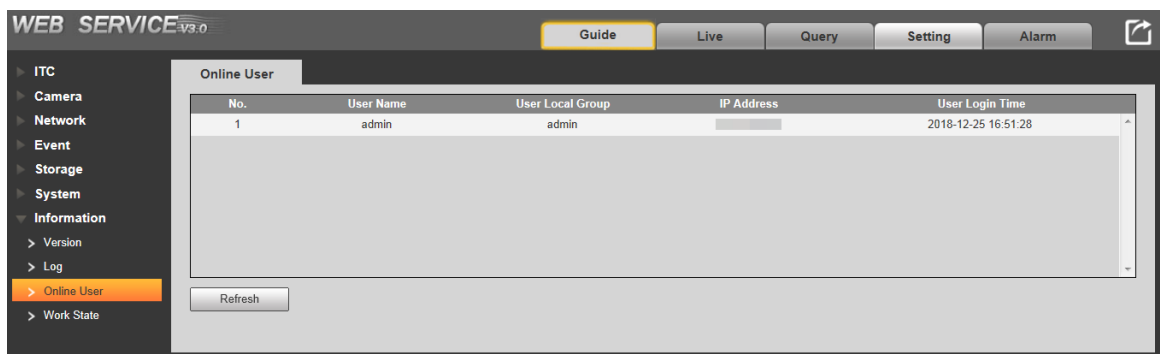 WEB SERVICE V3.0
Guide Live Query Setting Alarm
ITC
Camera
Network
Event
Storage
System
Information
Version
Log
Online User
Work State
Online User
No. User Name User Local Group IP Address User Login Time
1 admin admin 2018-12-25 16:51:28
Refresh